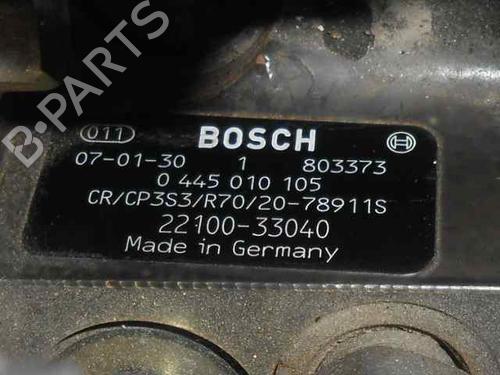 B-PARTS
011 BOSCH
07-01-30 1 803373
0 445 010 105
CR/CP3S3/R70/20-78911S
22100-33040
Made in Germany